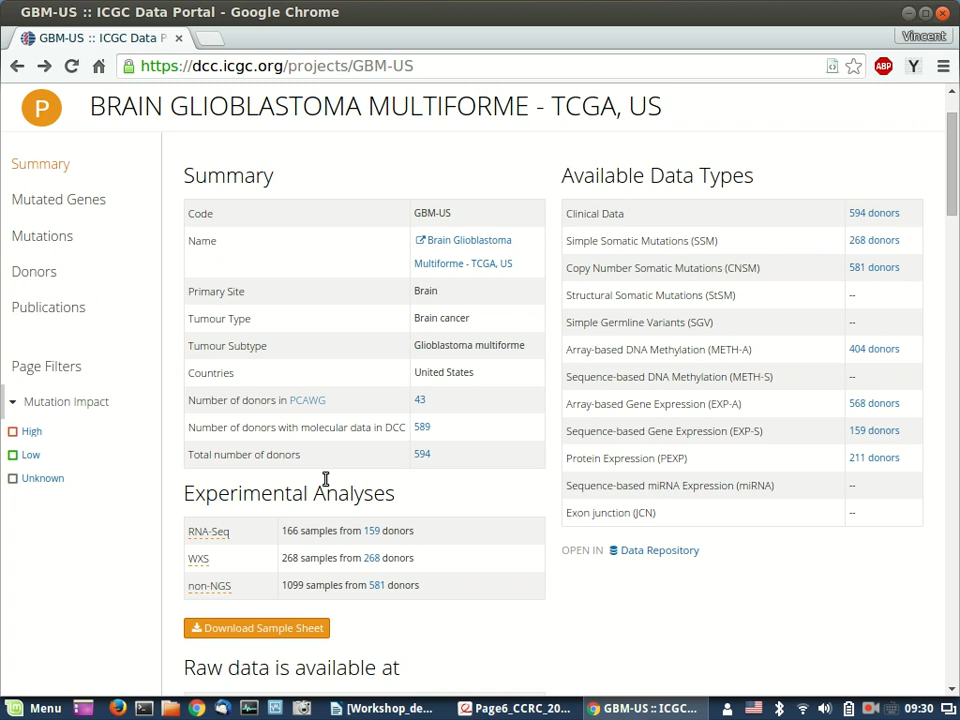 GBM-US :: ICGC Data Portal - Google Chrome
GBM-US :: ICGC Data P
Vincent
https://dcc.icgc.org/projects/GBM-US
ABP
Y
P
BRAIN GLIOBLASTOMA MULTIFORME - TCGA, US
Summary
Mutated Genes
Mutations
Donors
Publications
Page Filters
Mutation Impact
High
Low
Unknown
Summary
Code GBM-US
Name Brain Glioblastoma
Multiforme - TCGA, US
Primary Site Brain
Tumour Type Brain cancer
Tumour Subtype Glioblastoma multiforme
Countries United States
Number of donors in PCAWG 43
Number of donors with molecular data in DCC 589
Total number of donors 594
Experimental Analyses
RNA-Seq 166 samples from 159 donors
WXS 268 samples from 268 donors
non-NGS 1099 samples from 581 donors
Download Sample Sheet
Raw data is available at
Available Data Types
Clinical Data 594 donors
Simple Somatic Mutations (SSM) 268 donors
Copy Number Somatic Mutations (CNSM) 581 donors
Structural Somatic Mutations (StSM) --
Simple Germline Variants (SGV) --
Array-based DNA Methylation (METH-A) 404 donors
Sequence-based DNA Methylation (METH-S) --
Array-based Gene Expression (EXP-A) 568 donors
Sequence-based Gene Expression (EXP-S) 159 donors
Protein Expression (PEXP) 211 donors
Sequence-based miRNA Expression (miRNA) --
Exon junction (JCN) --
OPEN IN Data Repository
Menu
[Workshop_de...
Page6_CCRC_20...
GBM-US :: ICGC...
09:30